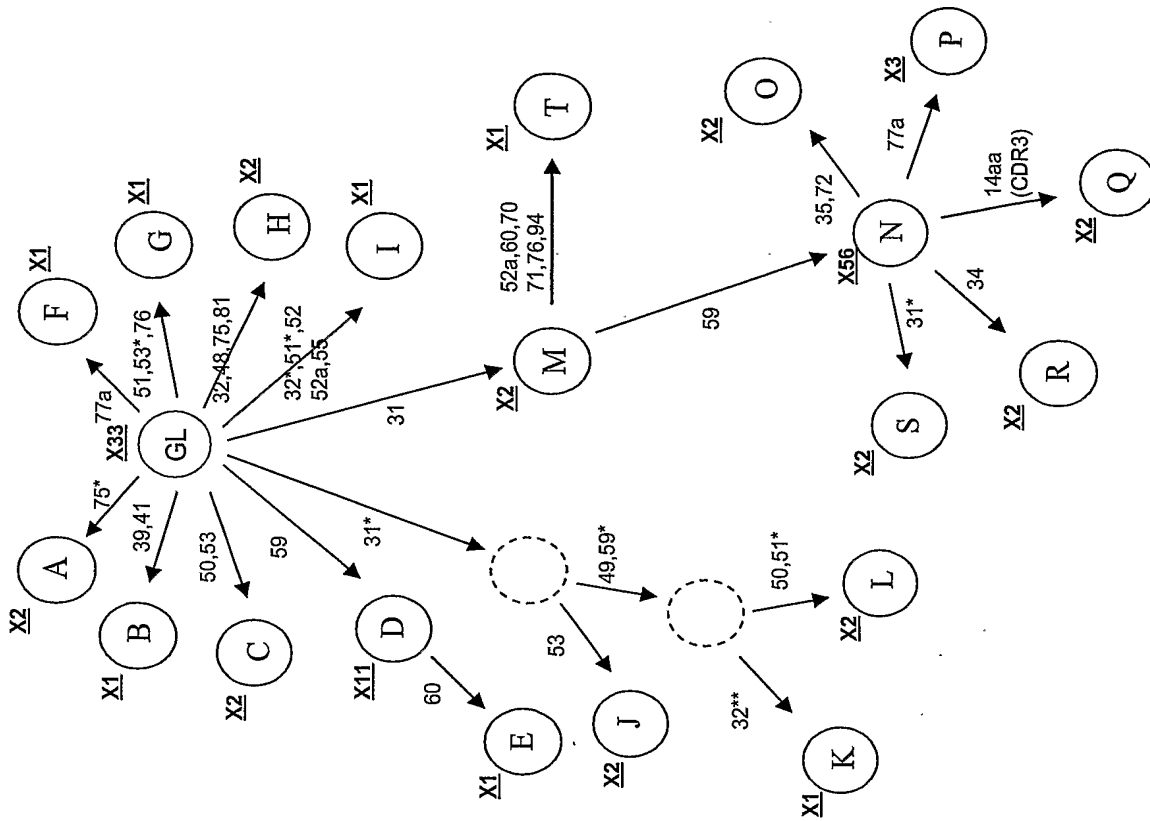 X1
F
X1
G
X2
H
X1
I
77a
51,53*,76
32,48,75,81
32*,51*,52
52a,55
X33
GL
75*
39,41
50,53
59
31*
31
X2
A
X1
B
X2
C
X11
D
60
X1
E
53
X2
J
49,59*
50,51*
X2
L
32**
X1
K
X2
M
52a,60,70
71,76,94
X1
T
59
X56
N
35,72
X2
O
77a
X3
P
14aa
(CDR3)
X2
Q
34
X2
R
31*
X2
S